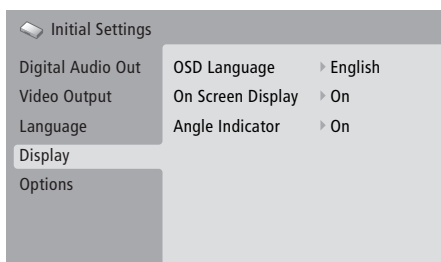 Initial Settings
Digital Audio Out
Video Output
Language
Display
Options
OSD Language English
On Screen Display On
Angle Indicator On